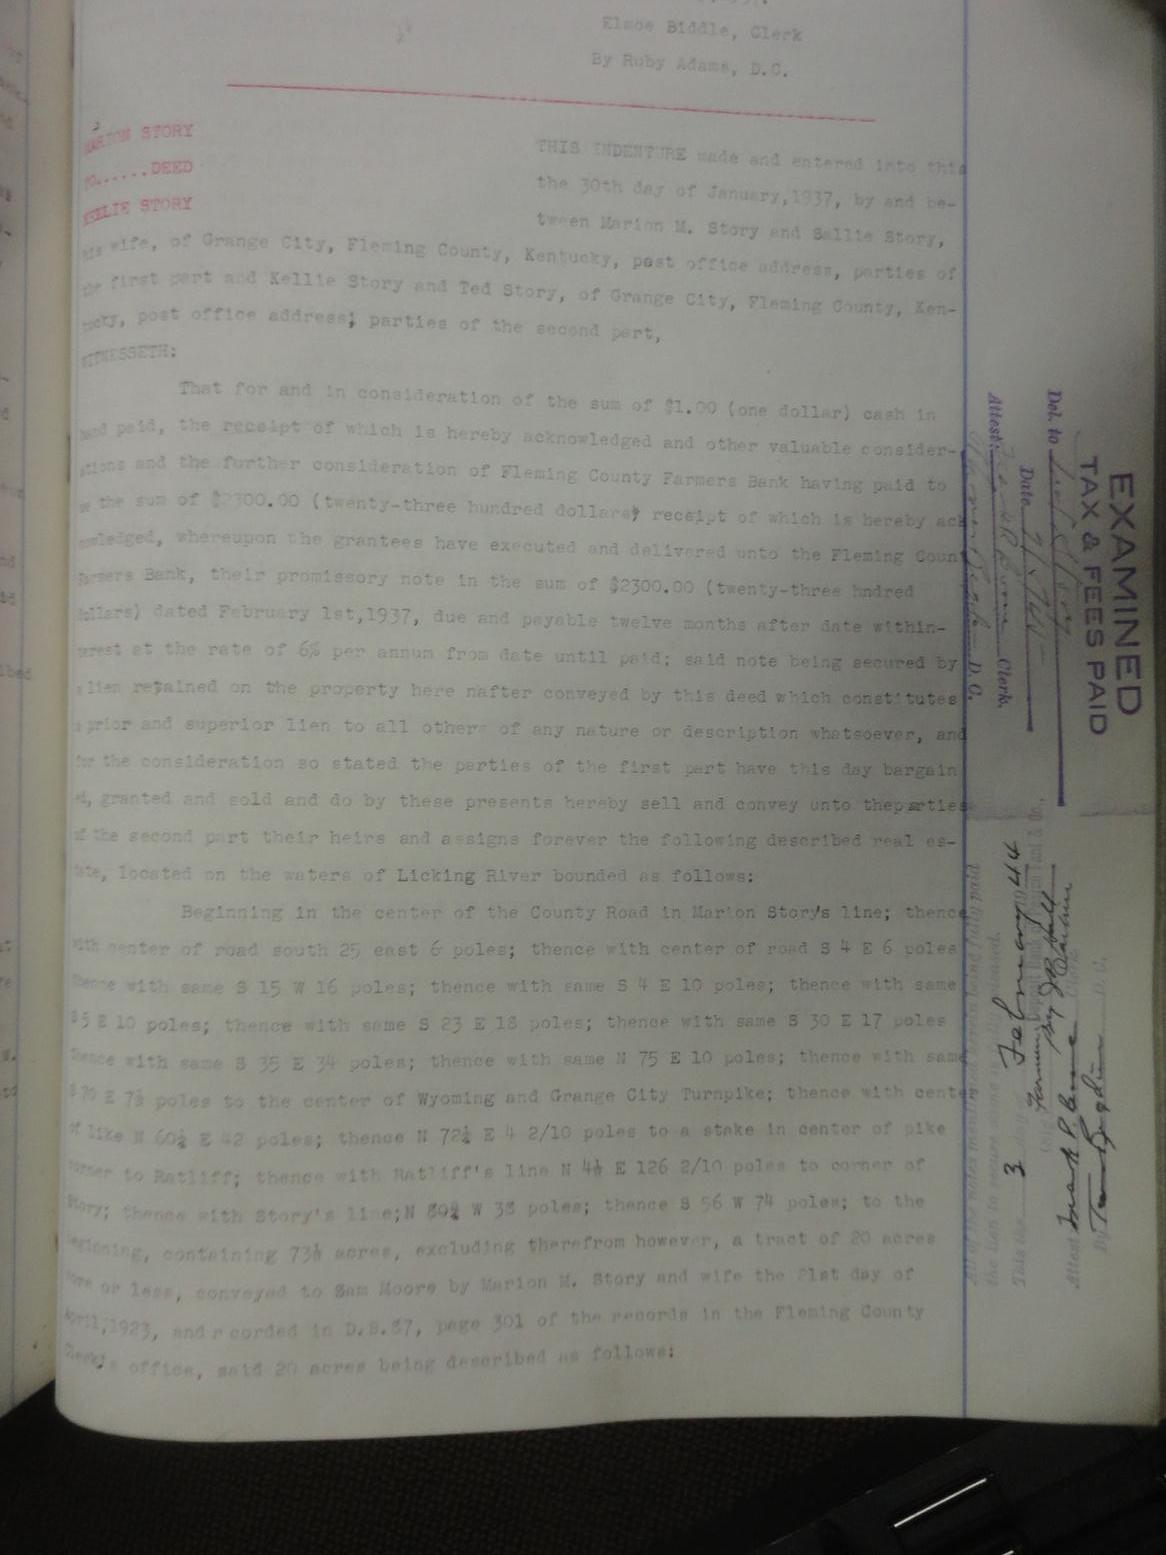 Elmoe Biddle, Clerk
By Ruby Adams, D.C.
MARION STORY
TO......DEED
KELLIE STORY
THIS INDENTURE made and entered into this
the 30th day of January,1937, by and be-
tween Marion M. Story and Sallie Story,
his wife, of Grange City, Fleming County, Kentucky, post office address, parties of
the first part and Kellie Story and Ted Story, of Grange City, Fleming County, Ken-
tucky, post office address; parties of the second part,
WITNESSETH:
That for and in consideration of the sum of $1.00 (one dollar) cash in
hand paid, the receipt of which is hereby acknowledged and other valuable consider-
ations and the further consideration of Fleming County Farmers Bank having paid to
the sum of $2300.00 (twenty-three hundred dollars) receipt of which is hereby ack
nowledged, whereupon the grantees have executed and delivered unto the Fleming Coun
Farmers Bank, their promissory note in the sum of $2300.00 (twenty-three hndred
dollars) dated February 1st,1937, due and payable twelve months after date within-
terest at the rate of 6% per annum from date until paid; said note being secured by
a lien retained on the property here nafter conveyed by this deed which constitutes
a prior and superior lien to all others of any nature or description whatsoever, and
for the consideration so stated the parties of the first part have this day bargain
ed, granted and sold and do by these presents hereby sell and convey unto theparties
of the second part their heirs and assigns forever the following described real es-
tate, located on the waters of Licking River bounded as follows:
Beginning in the center of the County Road in Marion Story's line; thence
with center of road south 25 east 6 poles; thence with center of road S 4 E 6 poles
thence with same S 15 W 16 poles; thence with same S 4 E 10 poles; thence with same
S 5 E 10 poles; thence with same S 23 E 18 poles; thence with same S 30 E 17 poles
thence with same S 35 E 34 poles; thence with same N 75 E 10 poles; thence with same
S 70 E 7½ poles to the center of Wyoming and Grange City Turnpike; thence with center
of like N 60½ E 42 poles; thence N 72½ E 4 2/10 poles to a stake in center of pike
corner to Ratliff; thence with Ratliff's line N 4½ E 126 2/10 poles to corner of
Story; thence with Story's line;N 80½ W 38 poles; thence S 56 W 74 poles; to the
beginning, containing 73½ acres, excluding therefrom however, a tract of 20 acres
more or less, conveyed to Sam Moore by Marion M. Story and wife the 21st day of
April,1923, and r corded in D.B.87, page 301 of the records in the Fleming County
Clerk's office, said 20 acres being described as follows:
EXAMINED
TAX & FEES PAID
Del. to
Date
Attest: Clerk.
D. C.
the lien to secure same is
This the 3 day of February 1944
Attest
By D. C.